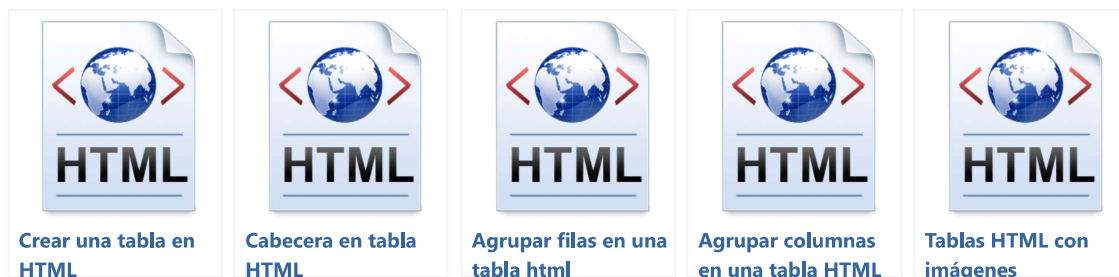 HTML
HTML
HTML
HTML
HTML
Crear una tabla en
HTML
Cabecera en tabla
HTML
Agrupar filas en una
tabla html
Agrupar columnas
en una tabla HTML
Tablas HTML con
imágenes